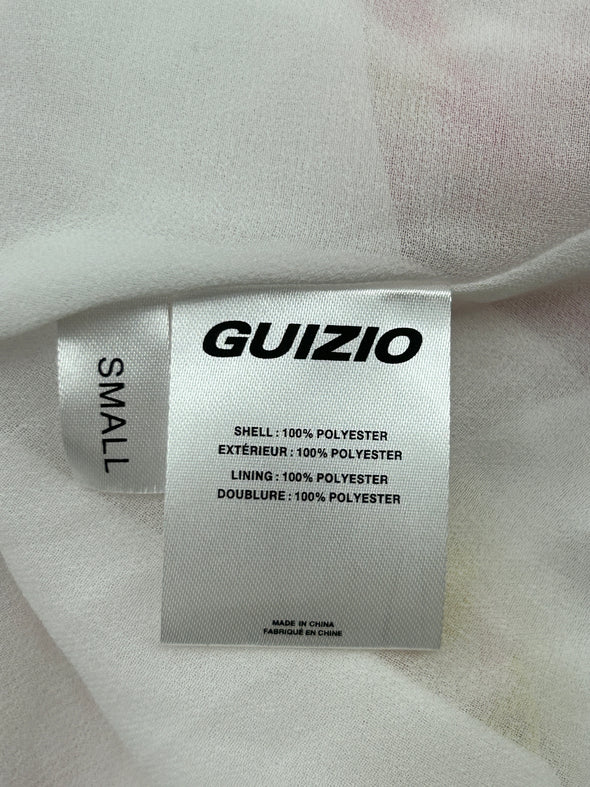 GUIZIO
SMALL
SHELL : 100% POLYESTER
EXTÉRIEUR : 100% POLYESTER
LINING : 100% POLYESTER
DOUBLURE : 100% POLYESTER
MADE IN CHINA
FABRIQUÉ EN CHINE